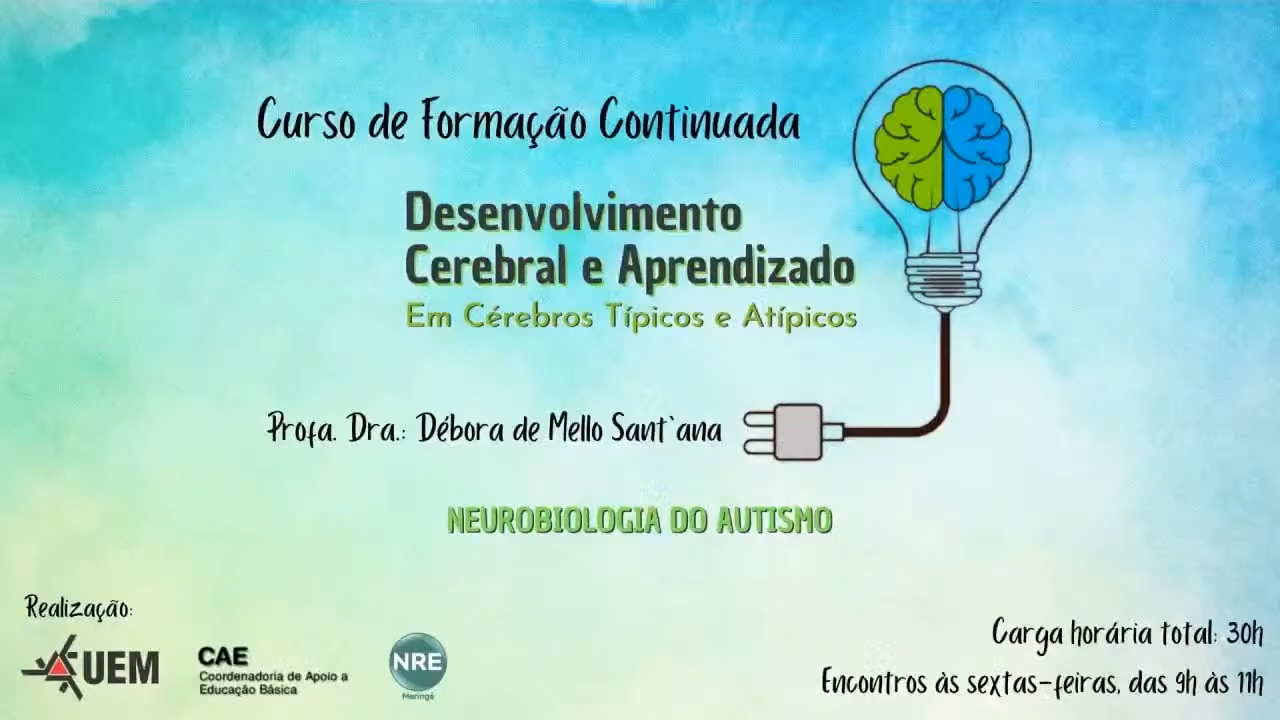 Curso de Formação Continuada
Desenvolvimento
Cerebral e Aprendizado
Em Cérebros Típicos e Atípicos
Profa. Dra.: Débora de Mello Sant`ana
NEUROBIOLOGIA DO AUTISMO
Realização:
UEM
CAE
Coordenadoria de Apoio a
Educação Básica
NRE
Maringá
Carga horária total: 30h
Encontros às sextas-feiras, das 9h às 11h